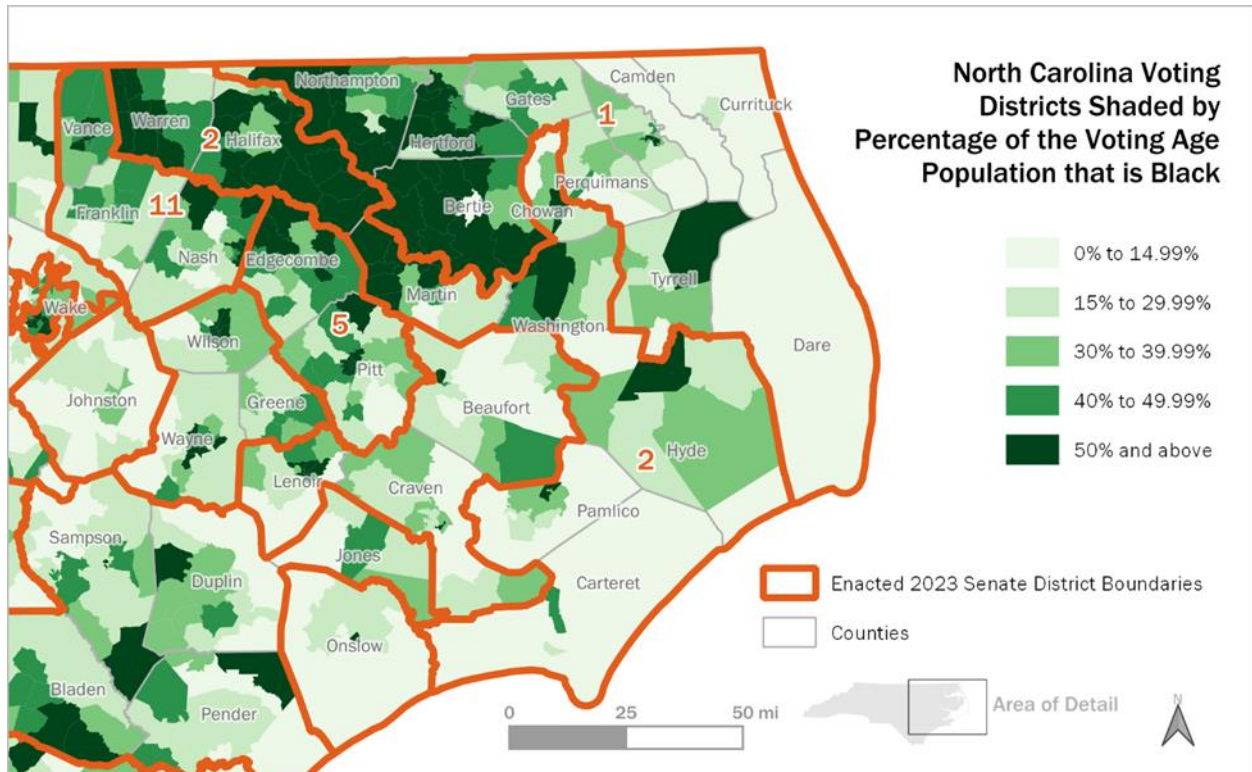 North Carolina Voting
Districts Shaded by
Percentage of the Voting Age
Population that is Black
0% to 14.99%
15% to 29.99%
30% to 39.99%
40% to 49.99%
50% and above
Enacted 2023 Senate District Boundaries
Counties
Area of Detail
N
0 25 50 mi
Northampton
Camden
Currituck
Gates
1
Vance
Warren
2
Halifax
Hertford
Perquimans
Franklin
11
Bertie
Chowan
Nash
Edgecombe
Tyrrell
Wake
Martin
5
Washington
Wilson
Pitt
Dare
Johnston
Greene
Beaufort
Wayne
2
Hyde
Lenoir
Craven
Pamlico
Sampson
Jones
Duplin
Carteret
Onslow
Bladen
Pender